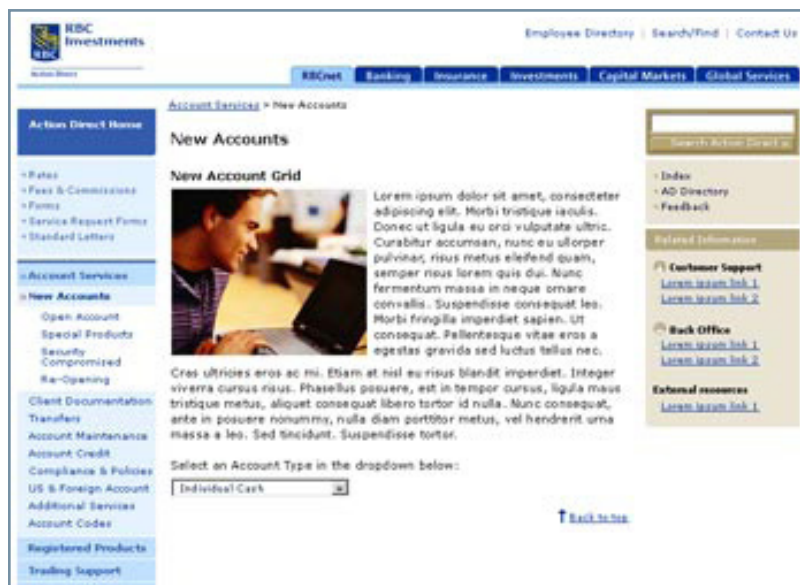 RBC
Investments
RBC
Action Direct
Employee Directory | Search/Find | Contact Us
RBCnet
Banking
Insurance
Investments
Capital Markets
Global Services
Action Direct Home
Rates
Fees & Commissions
Forms
Service Request Forms
Standard Letters
Account Services
New Accounts
Open Account
Special Products
Security
Compromised
Re-Opening
Client Documentation
Transfers
Account Maintenance
Account Credit
Compliance & Policies
US & Foreign Account
Additional Services
Account Codes
Registered Products
Trading Support
Account Services > New Accounts
New Accounts
New Account Grid
Lorem ipsum dolor sit amet, consecteter
adipiscing elit. Morbi tristique iaculis.
Donec ut ligula eu orci vulputate ultric.
Curabitur accumsan, nunc eu ullorper
pulvinar, risus metus eleifend quam,
semper risus lorem quis dui. Nunc
fermentum massa in neque ornare
convallis. Suspendisse consequat leo.
Morbi fringilla imperdiet sapien. Ut
consequat. Pellentesque vitae eros a
egestas gravida sed luctus tellus nec.
Cras ultricies eros ac mi. Etiam at nisl eu risus blandit imperdiet. Integer
viverra cursus risus. Phasellus posuere, est in tempor cursus, ligula maus
tristique metus, aliquet consequat libero tortor id nulla. Nunc consequat,
ante in posuere nonummy, nulla diam porttitor metus, vel hendrerit urna
massa a leo. Sed tincidunt. Suspendisse tortor.
Select an Account Type in the dropdown below:
Individual Cash
Back to top
Search Action Direct »
Index
AD Directory
Feedback
Related Information
Customer Support
Lorem ipsum link 1
Lorem ipsum link 2
Back Office
Lorem ipsum link 1
Lorem ipsum link 2
External resources
Lorem ipsum link 1